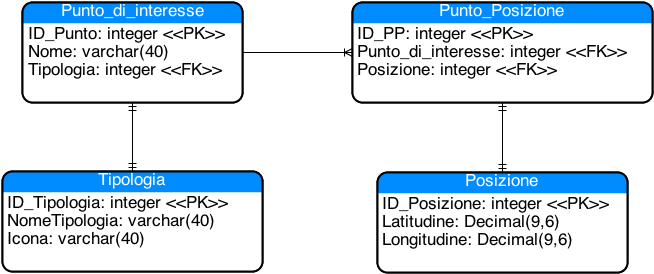 Punto_di_interesse
ID_Punto: integer <<PK>>
Nome: varchar(40)
Tipologia: integer <<FK>>
Punto_Posizione
ID_PP: integer <<PK>>
Punto_di_interesse: integer <<FK>>
Posizione: integer <<FK>>
Tipologia
ID_Tipologia: integer <<PK>>
NomeTipologia: varchar(40)
Icona: varchar(40)
Posizione
ID_Posizione: integer <<PK>>
Latitudine: Decimal(9,6)
Longitudine: Decimal(9,6)